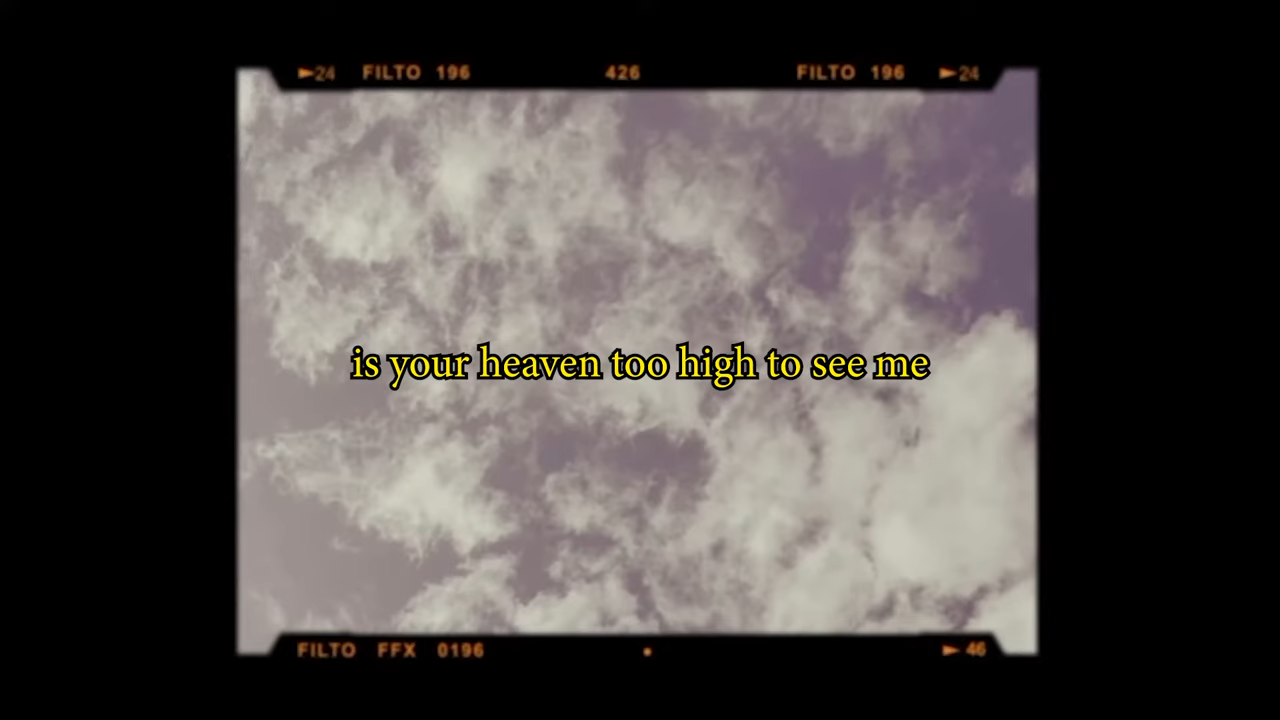 ►24 FILTO 196 426 FILTO 196 ►24
is your heaven too high to see me
FILTO FFX 0196 ► 46